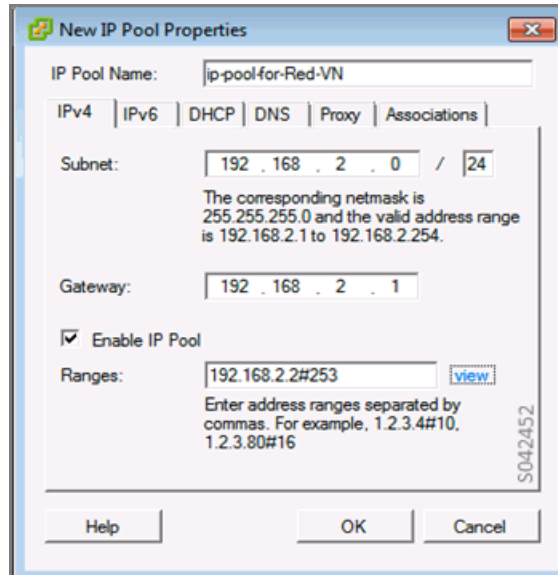 New IP Pool Properties
IP Pool Name: ip-pool-for-Red-VN
IPv4 IPv6 DHCP DNS Proxy Associations
Subnet: 192 . 168 . 2 . 0 / 24
The corresponding netmask is
255.255.255.0 and the valid address range
is 192.168.2.1 to 192.168.2.254.
Gateway: 192 . 168 . 2 . 1
Enable IP Pool
Ranges: 192.168.2.2#253 view
Enter address ranges separated by
commas. For example, 1.2.3.4#10,
1.2.3.80#16
S042452
Help OK Cancel